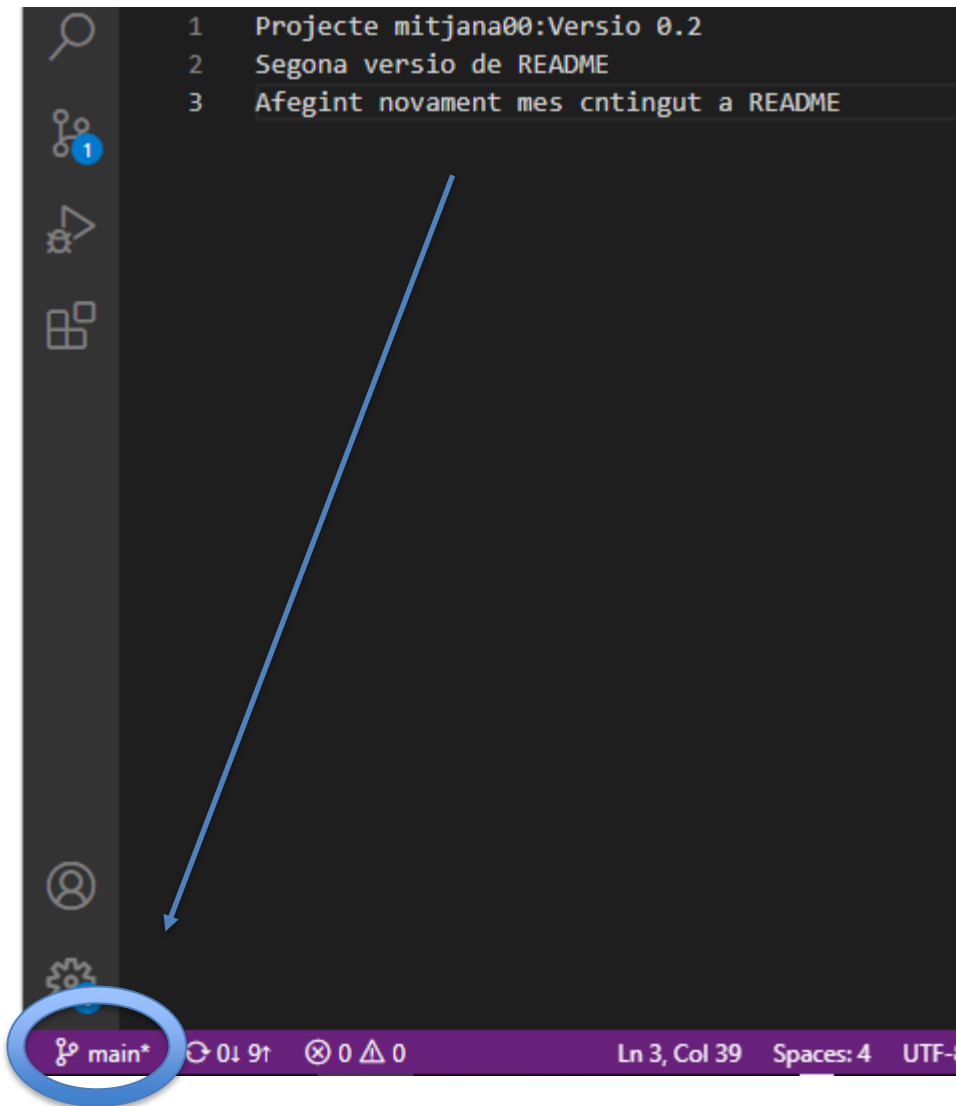 1 Projecte mitjana00:Versio 0.2
2 Segona versio de README
3 Afegint novament mes cntingut a README
1
main* 0↓ 9↑ 0 0 Ln 3, Col 39 Spaces: 4